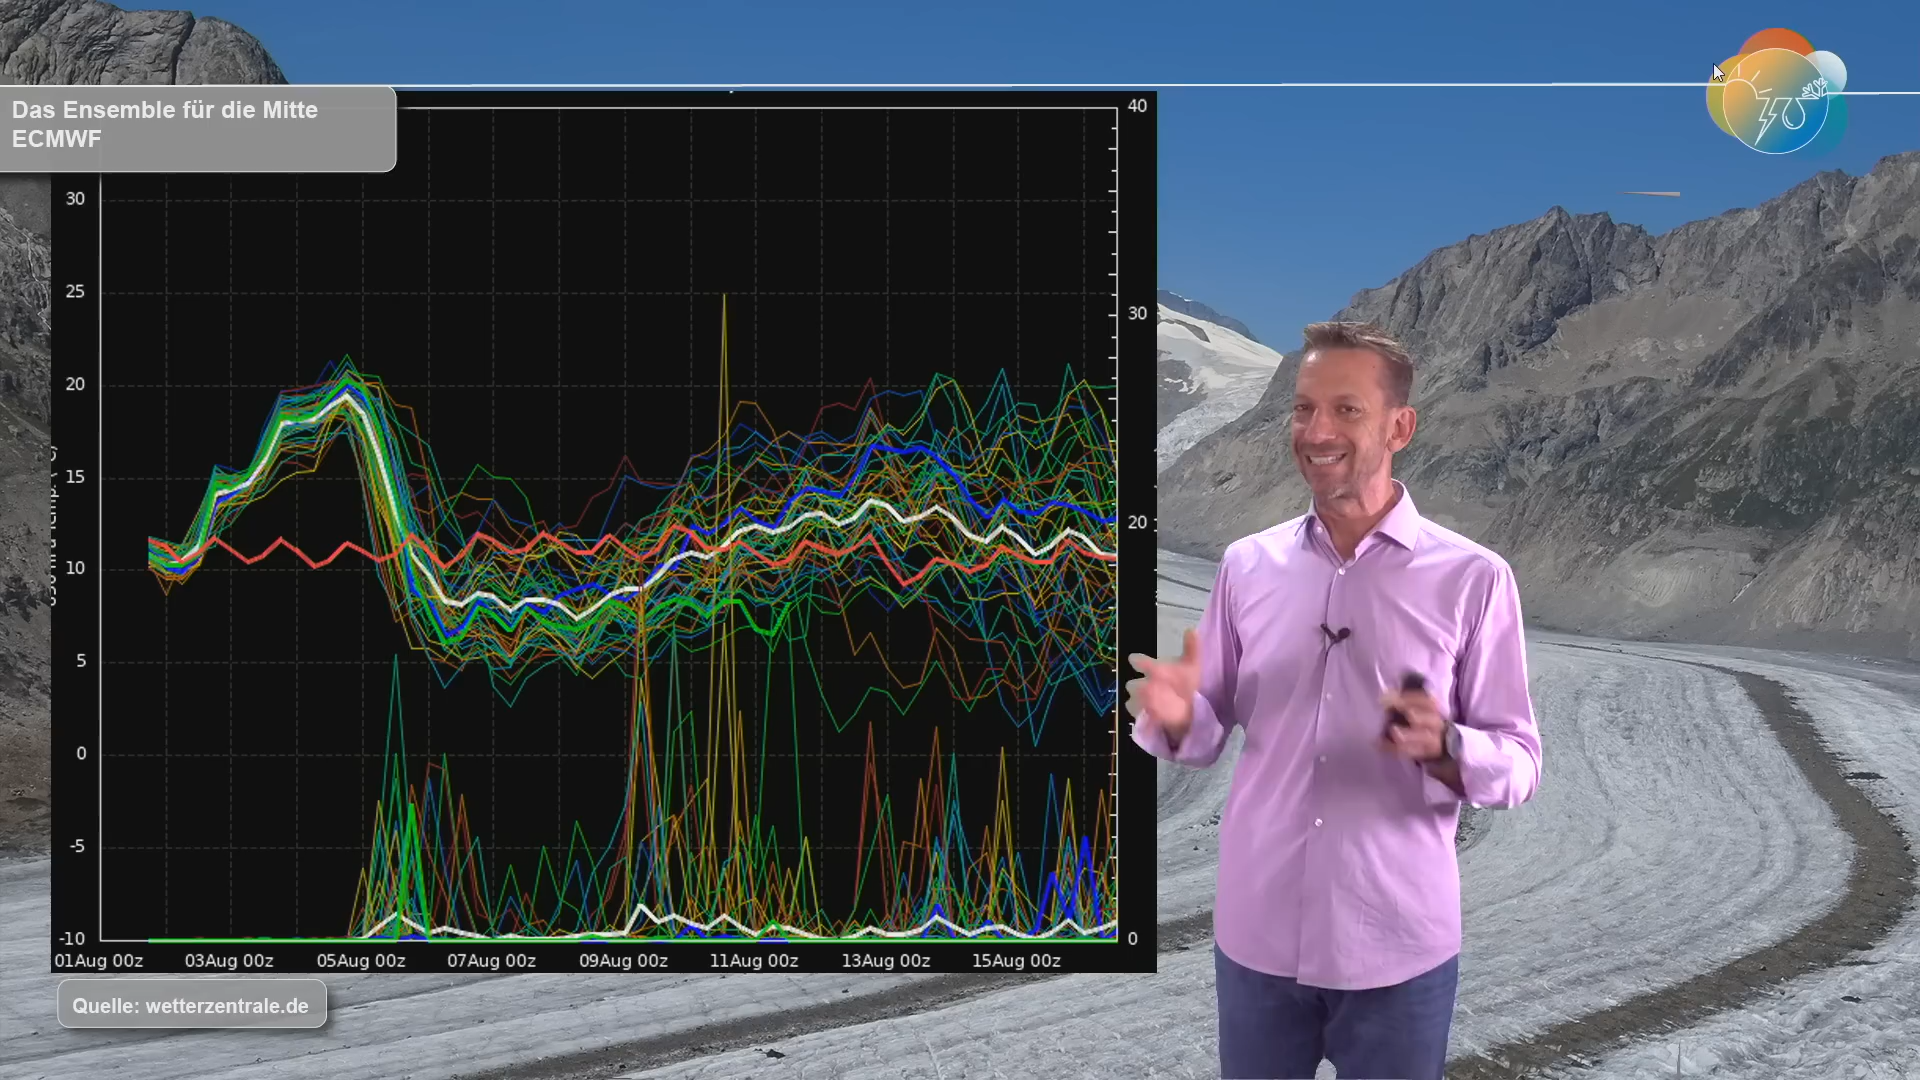 Das Ensemble für die Mitte
ECMWF
40
30
25
30
20
15
20
10
5
0
-5
-10
0
01Aug 00z
03Aug 00z
05Aug 00z
07Aug 00z
09Aug 00z
11Aug 00z
13Aug 00z
15Aug 00z
Quelle: wetterzentrale.de